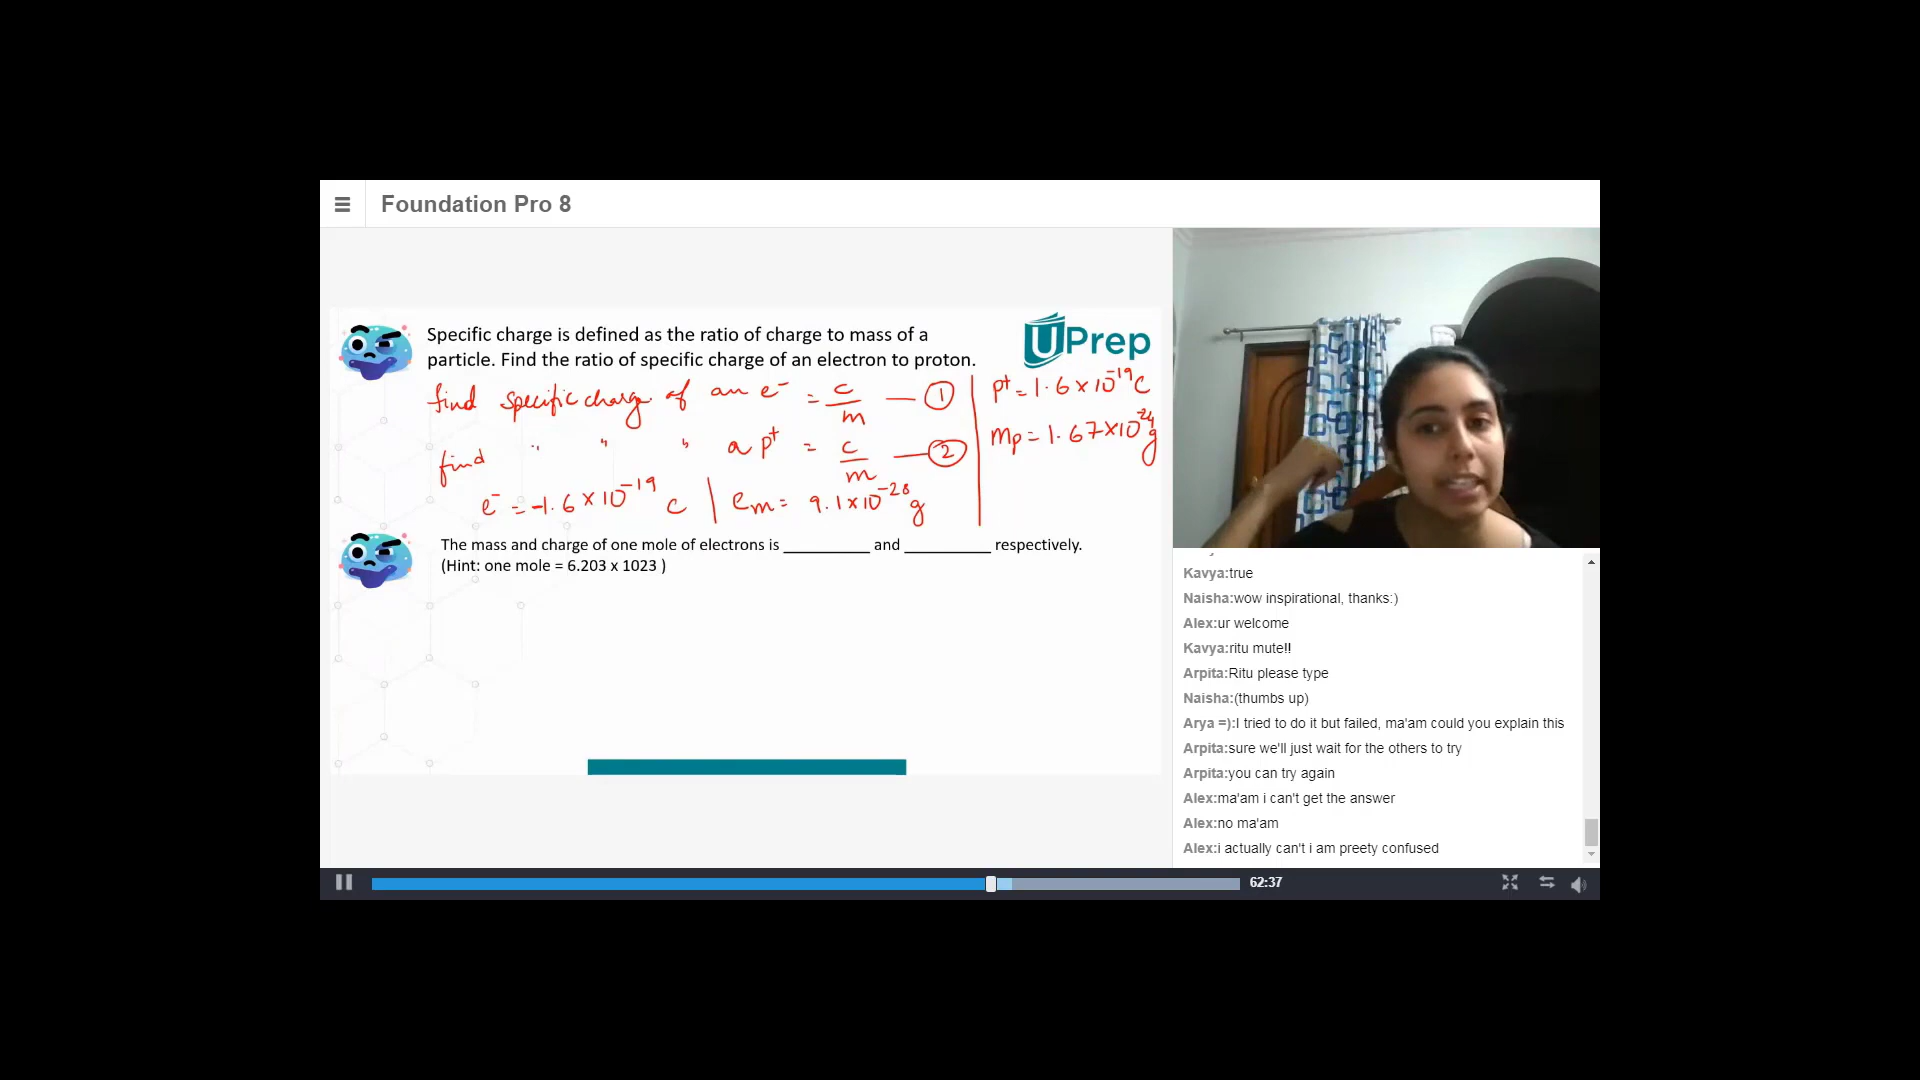 Foundation Pro 8
Specific charge is defined as the ratio of charge to mass of a
particle. Find the ratio of specific charge of an electron to proton.
UPrep
find specific charge of an e⁻ = c/m — ①
find " " " a p⁺ = c/m — ②
e⁻ = -1.6 × 10⁻¹⁹ c | em = 9.1 × 10⁻²⁸ g
p⁺ = 1.6 × 10⁻¹⁹ C
mp = 1.67 × 10⁻²⁴ g
The mass and charge of one mole of electrons is __________ and __________ respectively.
(Hint: one mole = 6.203 x 1023 )
Kavya:true
Naisha:wow inspirational, thanks:)
Alex:ur welcome
Kavya:ritu mute!!
Arpita:Ritu please type
Naisha:(thumbs up)
Arya =):I tried to do it but failed, ma'am could you explain this
Arpita:sure we'll just wait for the others to try
Arpita:you can try again
Alex:ma'am i can't get the answer
Alex:no ma'am
Alex:i actually can't i am preety confused
62:37